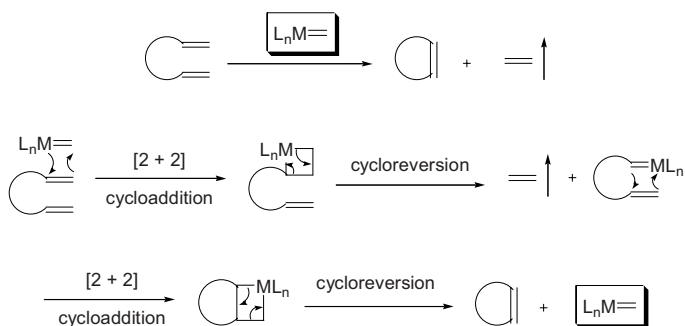 LnM=
+
LnM=
[2 + 2]
cycloaddition
LnM
cycloreversion
+
MLn
[2 + 2]
cycloaddition
MLn
cycloreversion
+
LnM=